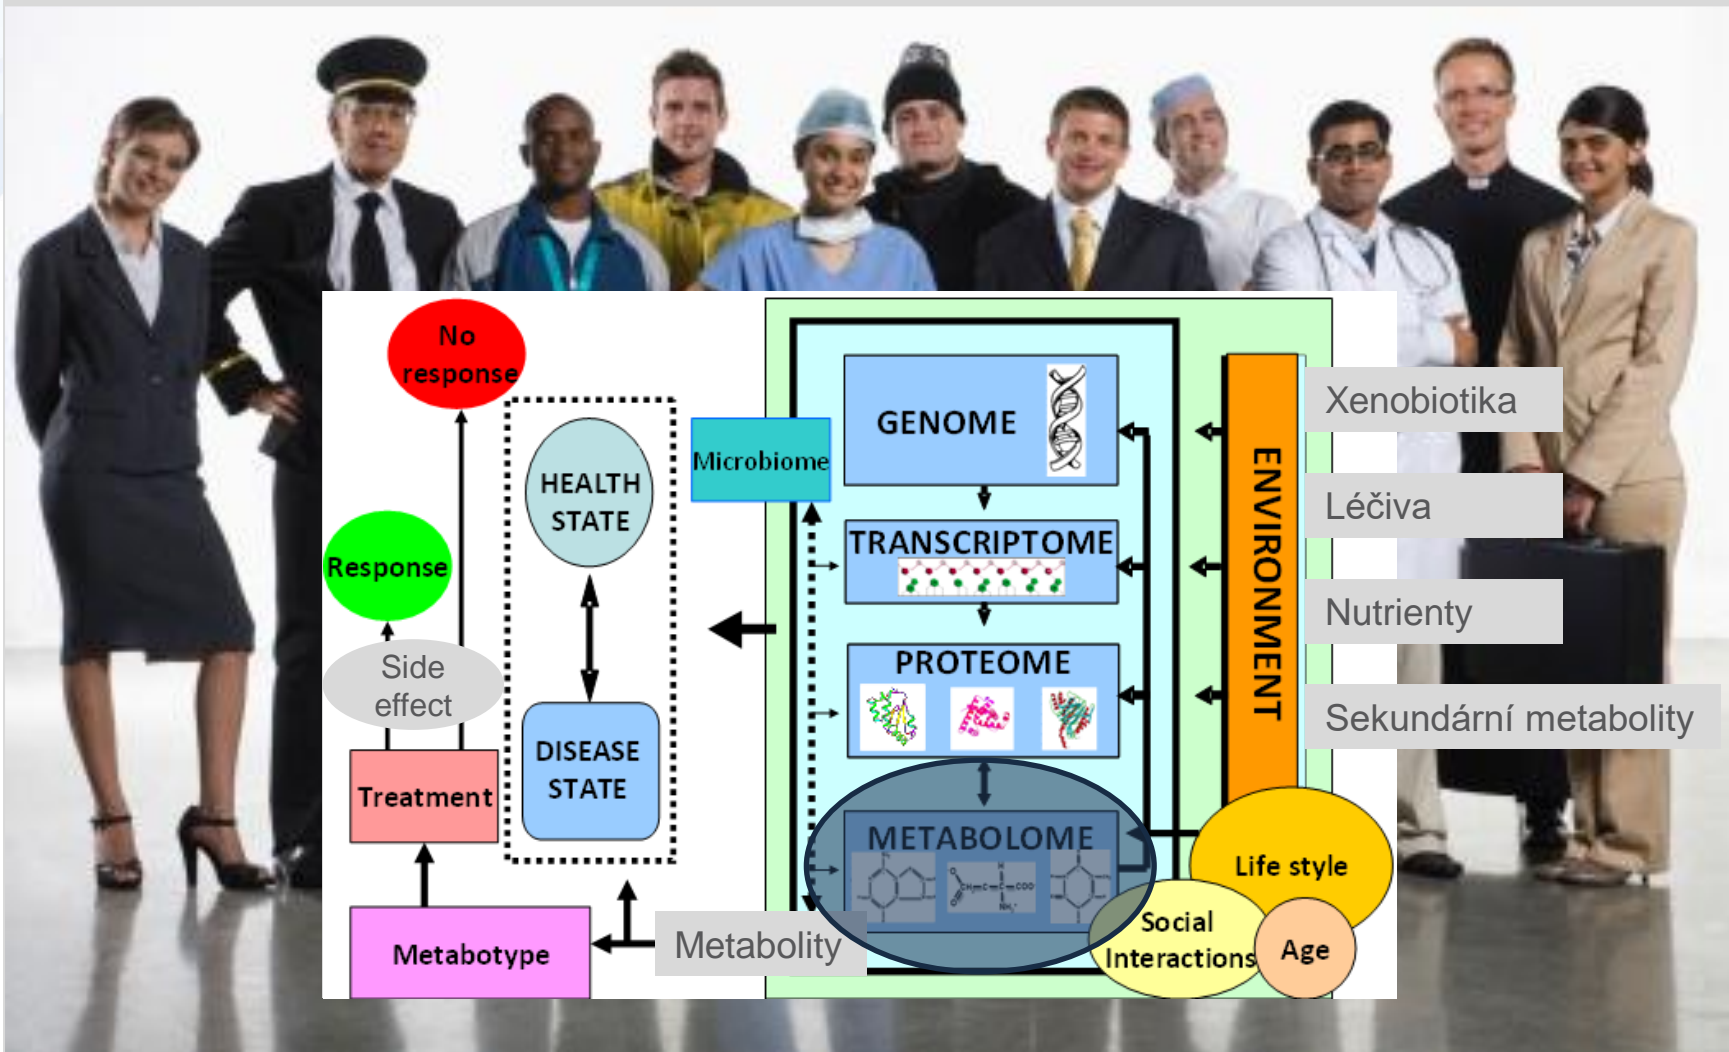 No
response
Response
Side
effect
Treatment
Metabotype
HEALTH
STATE
DISEASE
STATE
Microbiome
Metabolity
GENOME
TRANSCRIPTOME
PROTEOME
METABOLOME
ENVIRONMENT
Xenobiotika
Léčiva
Nutrienty
Sekundární metabolity
Life style
Social
Interactions
Age